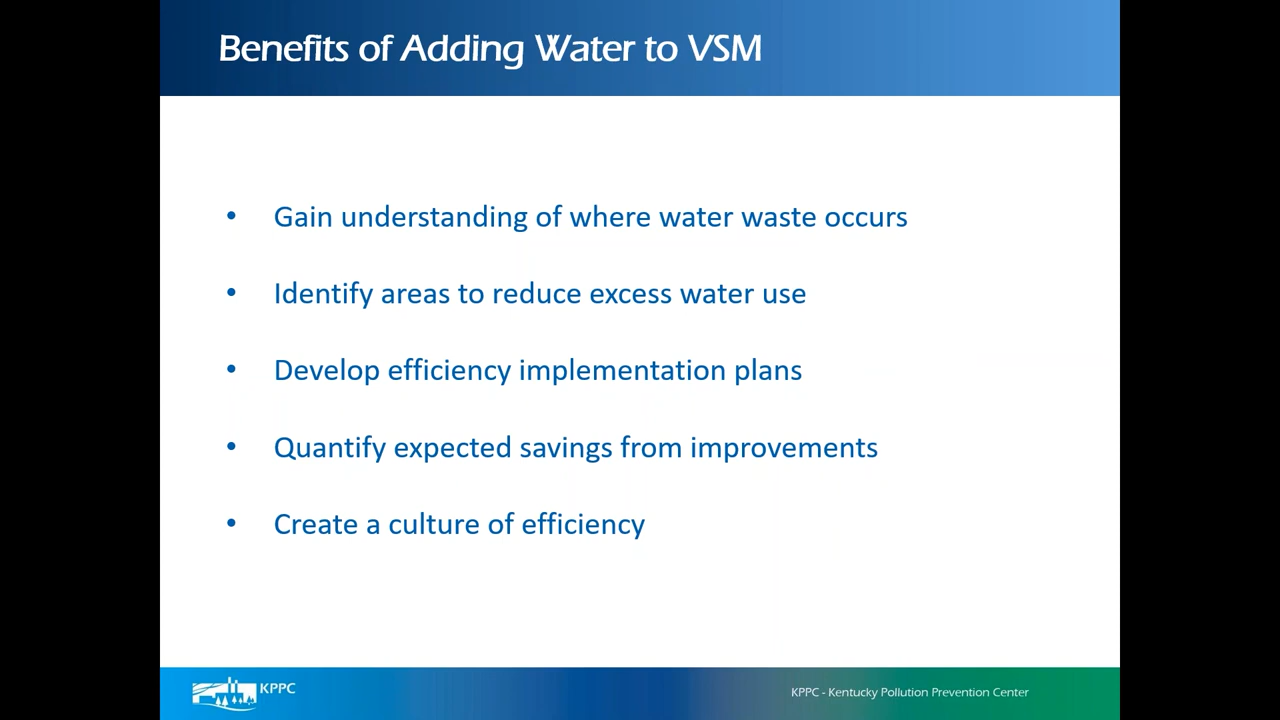 Benefits of Adding Water to VSM
• Gain understanding of where water waste occurs
• Identify areas to reduce excess water use
• Develop efficiency implementation plans
• Quantify expected savings from improvements
• Create a culture of efficiency
KPPC
KPPC - Kentucky Pollution Prevention Center